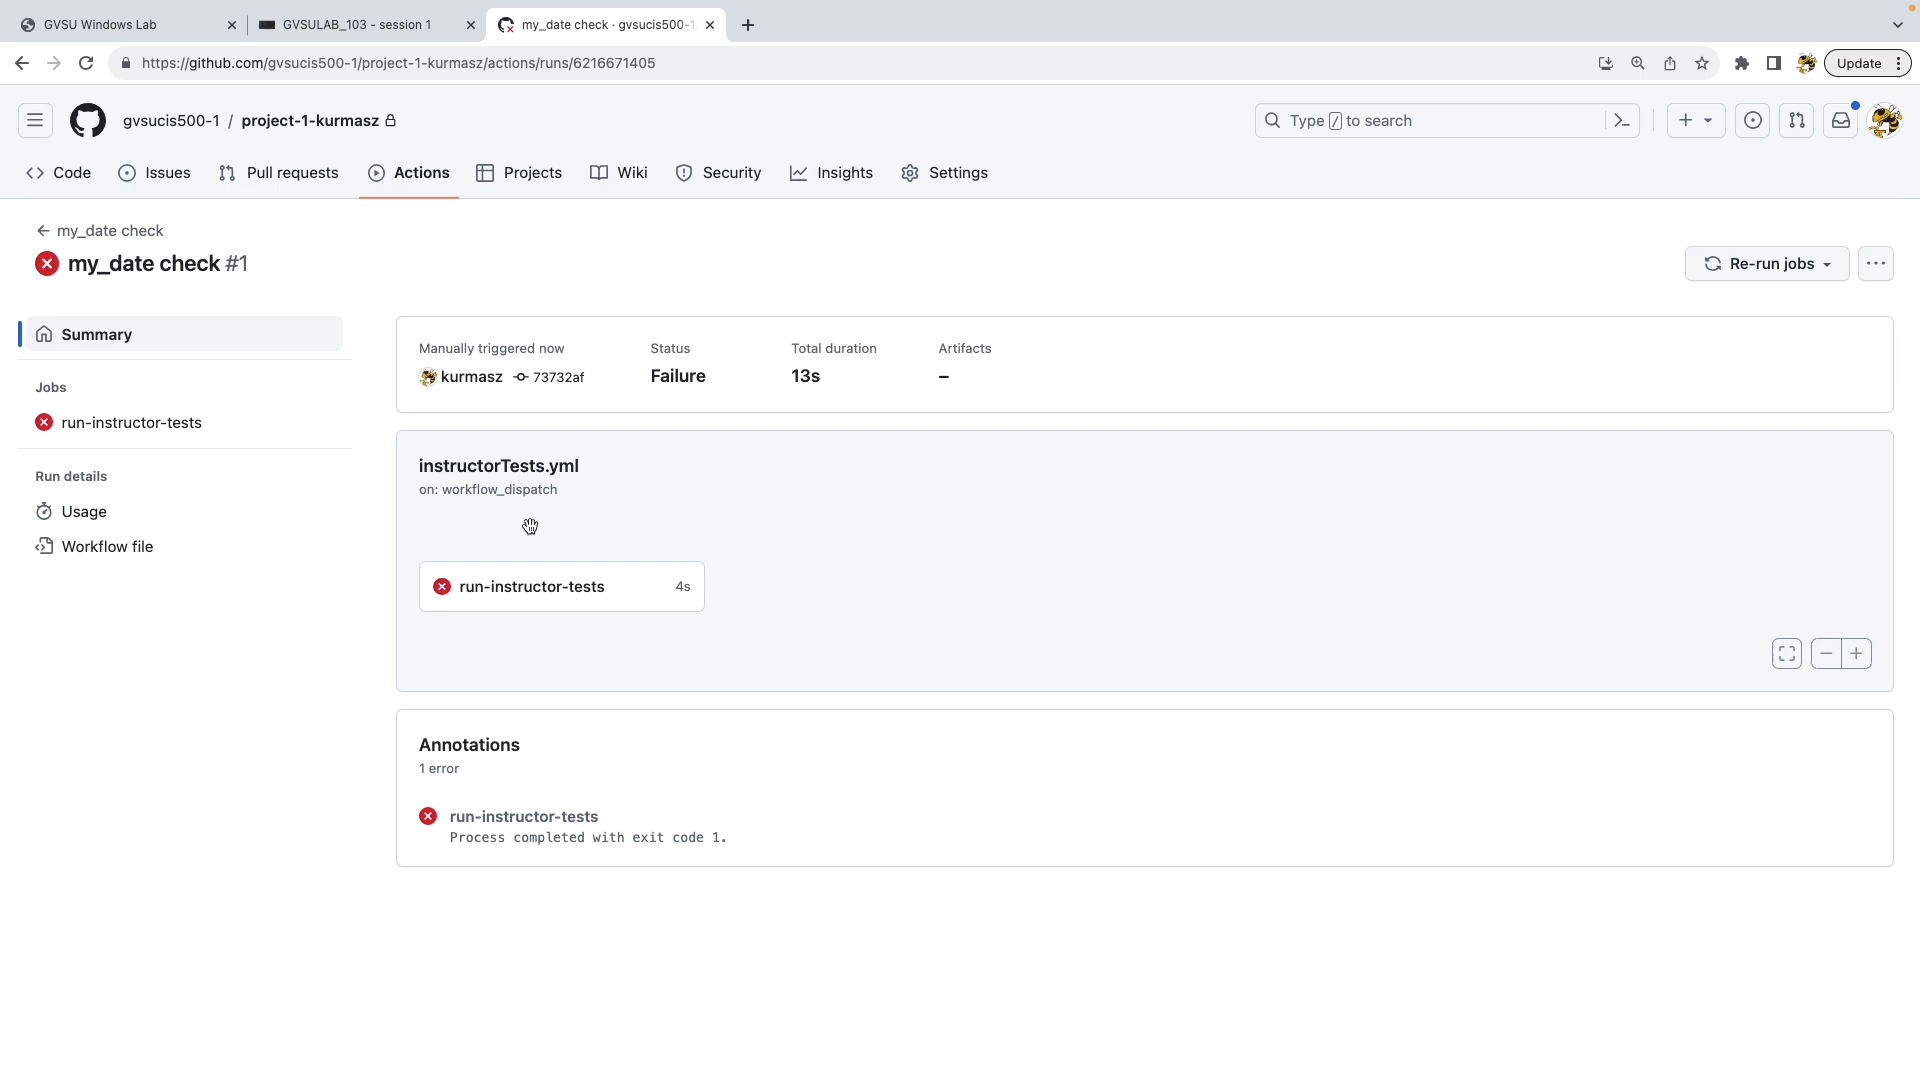 GVSU Windows Lab
GVSULAB_103 - session 1
my_date check · gvsucis500-1
https://github.com/gvsucis500-1/project-1-kurmasz/actions/runs/6216671405
Update
gvsucis500-1 / project-1-kurmasz
Type / to search
Code
Issues
Pull requests
Actions
Projects
Wiki
Security
Insights
Settings
my_date check
my_date check #1
Re-run jobs
Summary
Jobs
run-instructor-tests
Run details
Usage
Workflow file
Manually triggered now
kurmasz 73732af
Status
Failure
Total duration
13s
Artifacts
–
instructorTests.yml
on: workflow_dispatch
run-instructor-tests 4s
Annotations
1 error
run-instructor-tests
Process completed with exit code 1.